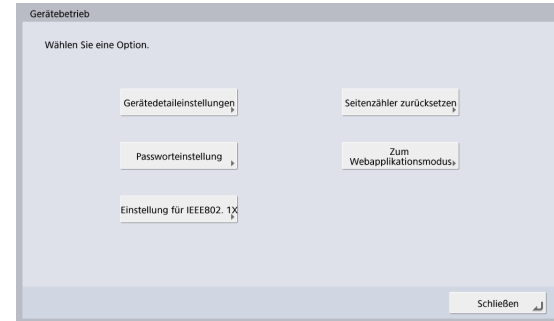 Gerätebetrieb
Wählen Sie eine Option.
Gerätedetaileinstellungen
Seitenzähler zurücksetzen
Passworteinstellung
Zum
Webapplikationsmodus
Einstellung für IEEE802. 1X
Schließen